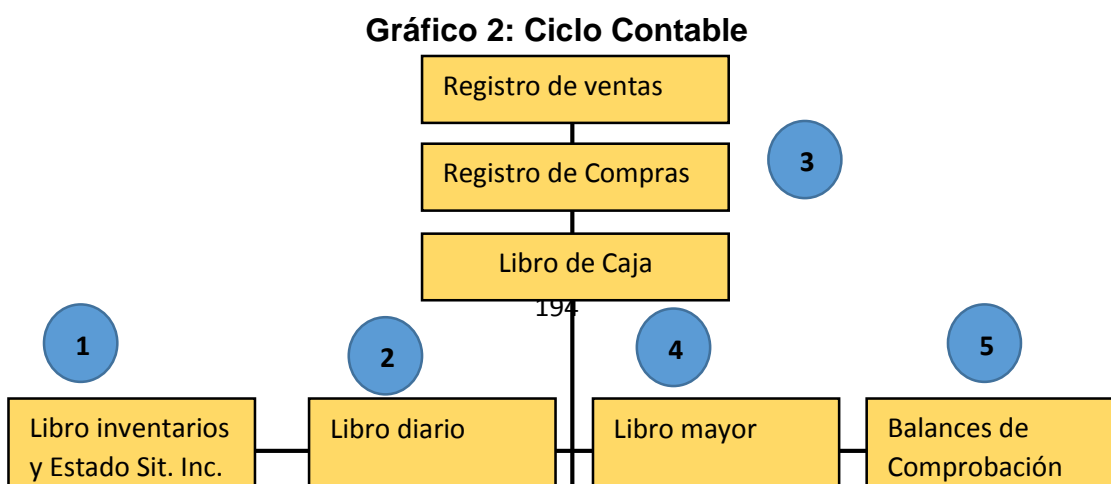 Gráfico 2: Ciclo Contable
Registro de ventas
Registro de Compras
3
Libro de Caja
194
1
2
4
5
Libro inventarios
y Estado Sit. Inc.
Libro diario
Libro mayor
Balances de
Comprobación